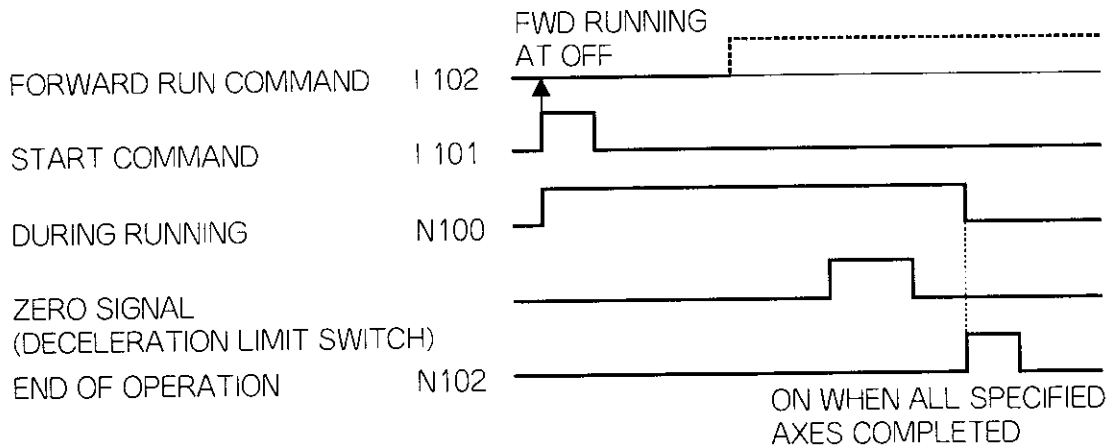 FWD RUNNING
AT OFF
FORWARD RUN COMMAND I 102
START COMMAND I 101
DURING RUNNING N100
ZERO SIGNAL
(DECELERATION LIMIT SWITCH)
END OF OPERATION N102
ON WHEN ALL SPECIFIED
AXES COMPLETED